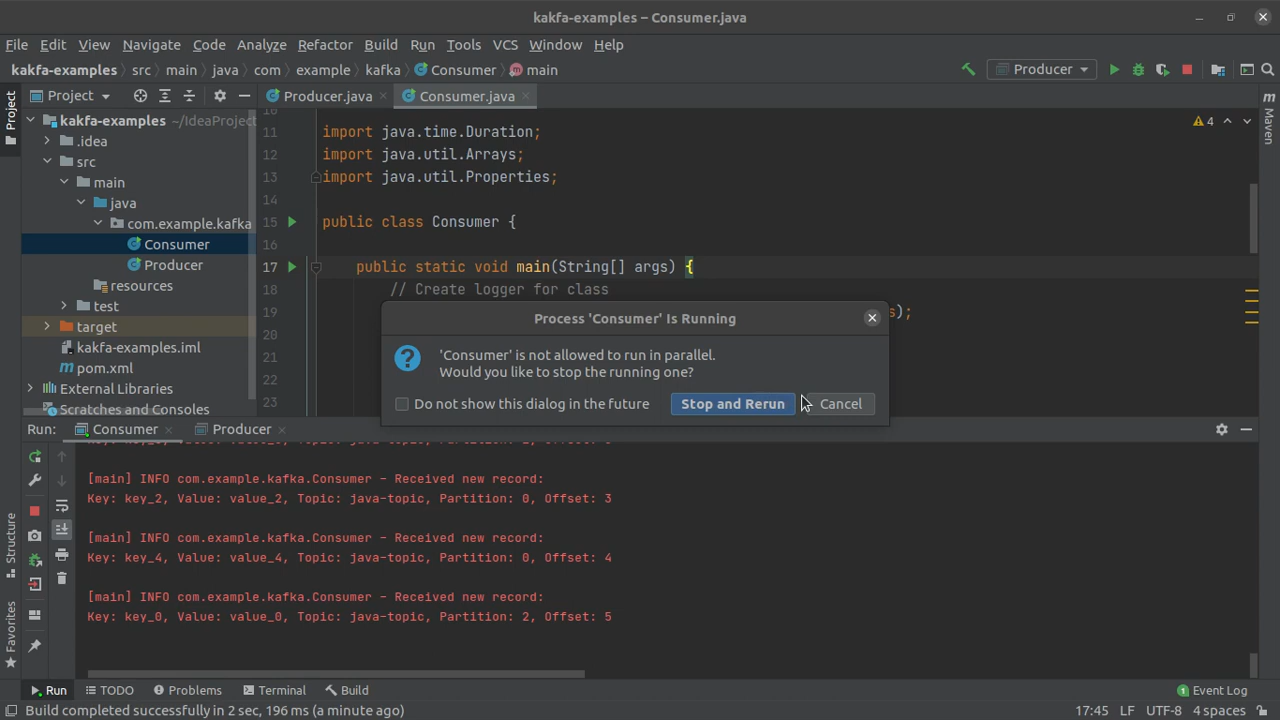 kakfa-examples – Consumer.java
File Edit View Navigate Code Analyze Refactor Build Run Tools VCS Window Help
kakfa-examples src main java com example kafka Consumer main
Producer
Project
Producer.java
Consumer.java
Project
Maven
kakfa-examples ~/IdeaProject
.idea
src
main
java
com.example.kafka
Consumer
Producer
resources
test
target
kakfa-examples.iml
pom.xml
External Libraries
Scratches and Consoles
4
10
11 import java.time.Duration;
12 import java.util.Arrays;
13 import java.util.Properties;
14
15 public class Consumer {
16
17 public static void main(String[] args) {
18 // Create logger for class
19 s);
20
21
22
23
Process 'Consumer' Is Running
'Consumer' is not allowed to run in parallel.
Would you like to stop the running one?
Do not show this dialog in the future
Stop and Rerun
Cancel
Run: Consumer Producer
[main] INFO com.example.kafka.Consumer - Received new record:
Key: key_2, Value: value_2, Topic: java-topic, Partition: 0, Offset: 3
[main] INFO com.example.kafka.Consumer - Received new record:
Key: key_4, Value: value_4, Topic: java-topic, Partition: 0, Offset: 4
[main] INFO com.example.kafka.Consumer - Received new record:
Key: key_0, Value: value_0, Topic: java-topic, Partition: 2, Offset: 5
Structure
Favorites
Run TODO Problems Terminal Build
1 Event Log
Build completed successfully in 2 sec, 196 ms (a minute ago)
17:45 LF UTF-8 4 spaces